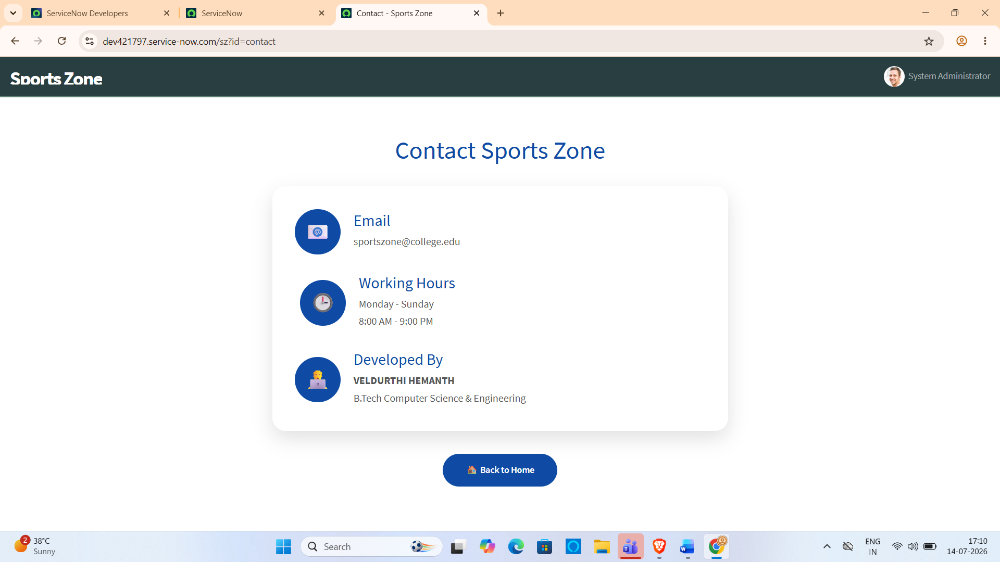 ServiceNow Developers
ServiceNow
Contact - Sports Zone
dev421797.service-now.com/sz?id=contact
Sports Zone
System Administrator
Contact Sports Zone
@
Email
sportszone@college.edu
Working Hours
Monday - Sunday
8:00 AM - 9:00 PM
Developed By
VELDURTHI HEMANTH
B.Tech Computer Science & Engineering
Back to Home
2
38°C
Sunny
Search
T
W
ENG
IN
17:10
14-07-2026